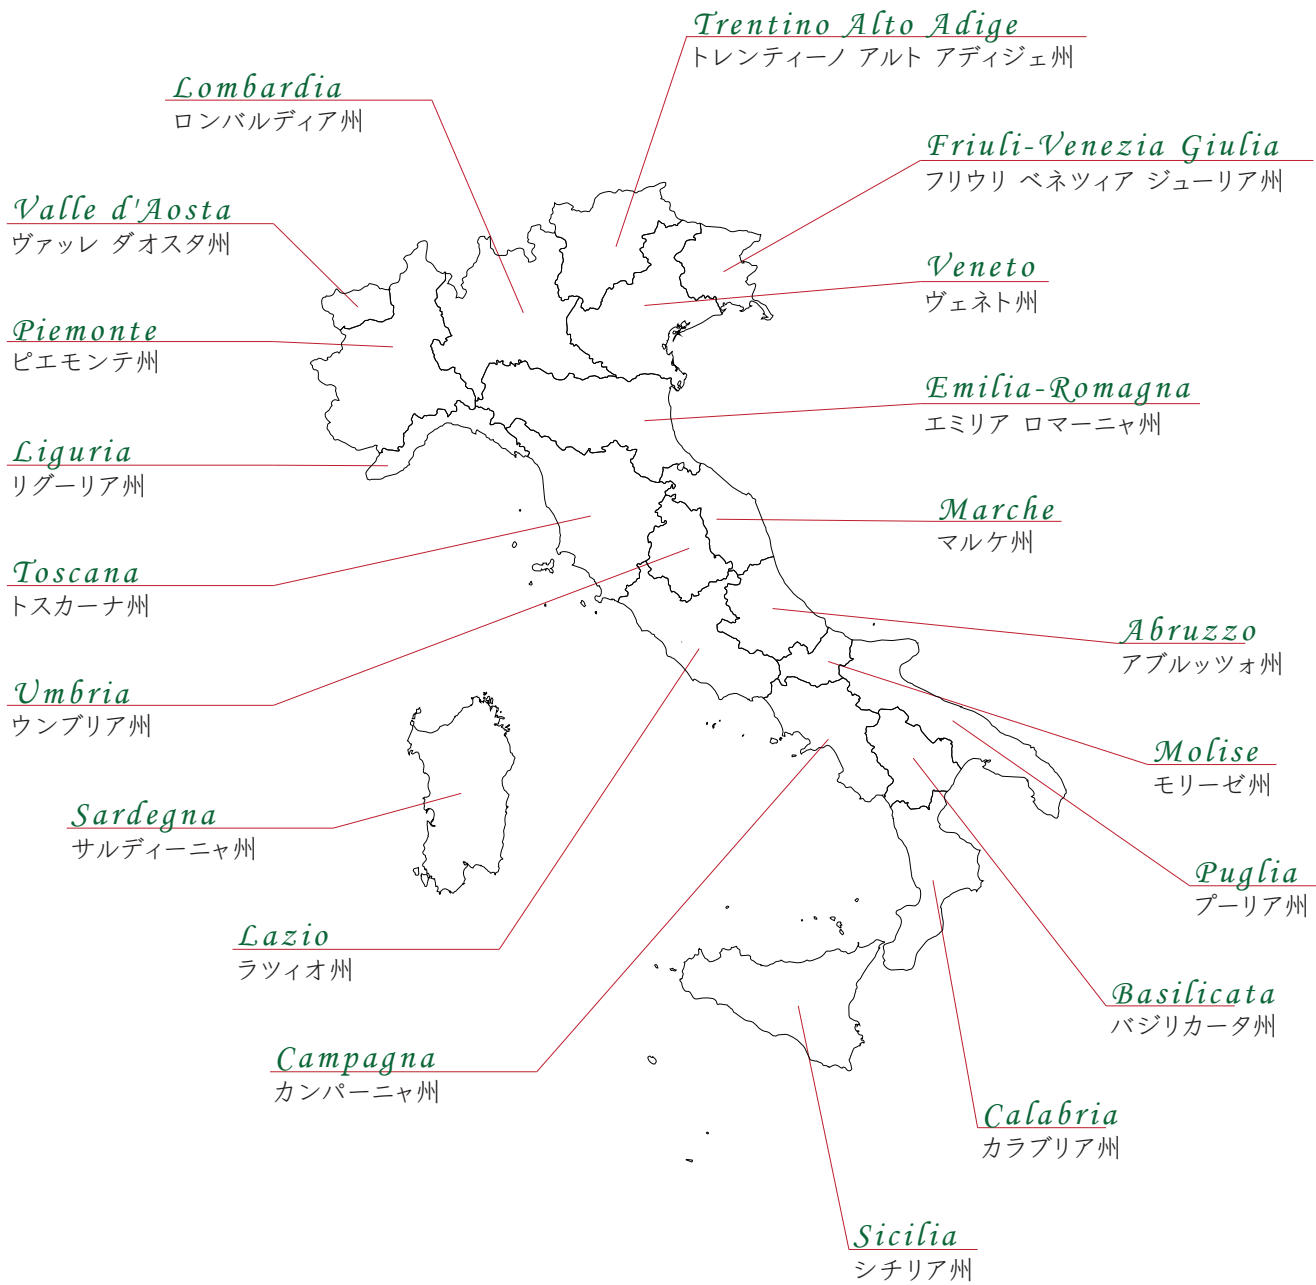 Trentino Alto Adige
トレンティーノ アルト アディジェ州
Lombardia
ロンバルディア州
Friuli-Venezia Giulia
フリウリ ベネツィア ジューリア州
Valle d'Aosta
ヴァッレ ダオスタ州
Veneto
ヴェネト州
Piemonte
ピエモンテ州
Emilia-Romagna
エミリア ロマーニャ州
Liguria
リグーリア州
Marche
マルケ州
Toscana
トスカーナ州
Abruzzo
アブルッツォ州
Umbria
ウンブリア州
Molise
モリーゼ州
Sardegna
サルディーニャ州
Puglia
プーリア州
Lazio
ラツィオ州
Basilicata
バジリカータ州
Campagna
カンパーニャ州
Calabria
カラブリア州
Sicilia
シチリア州